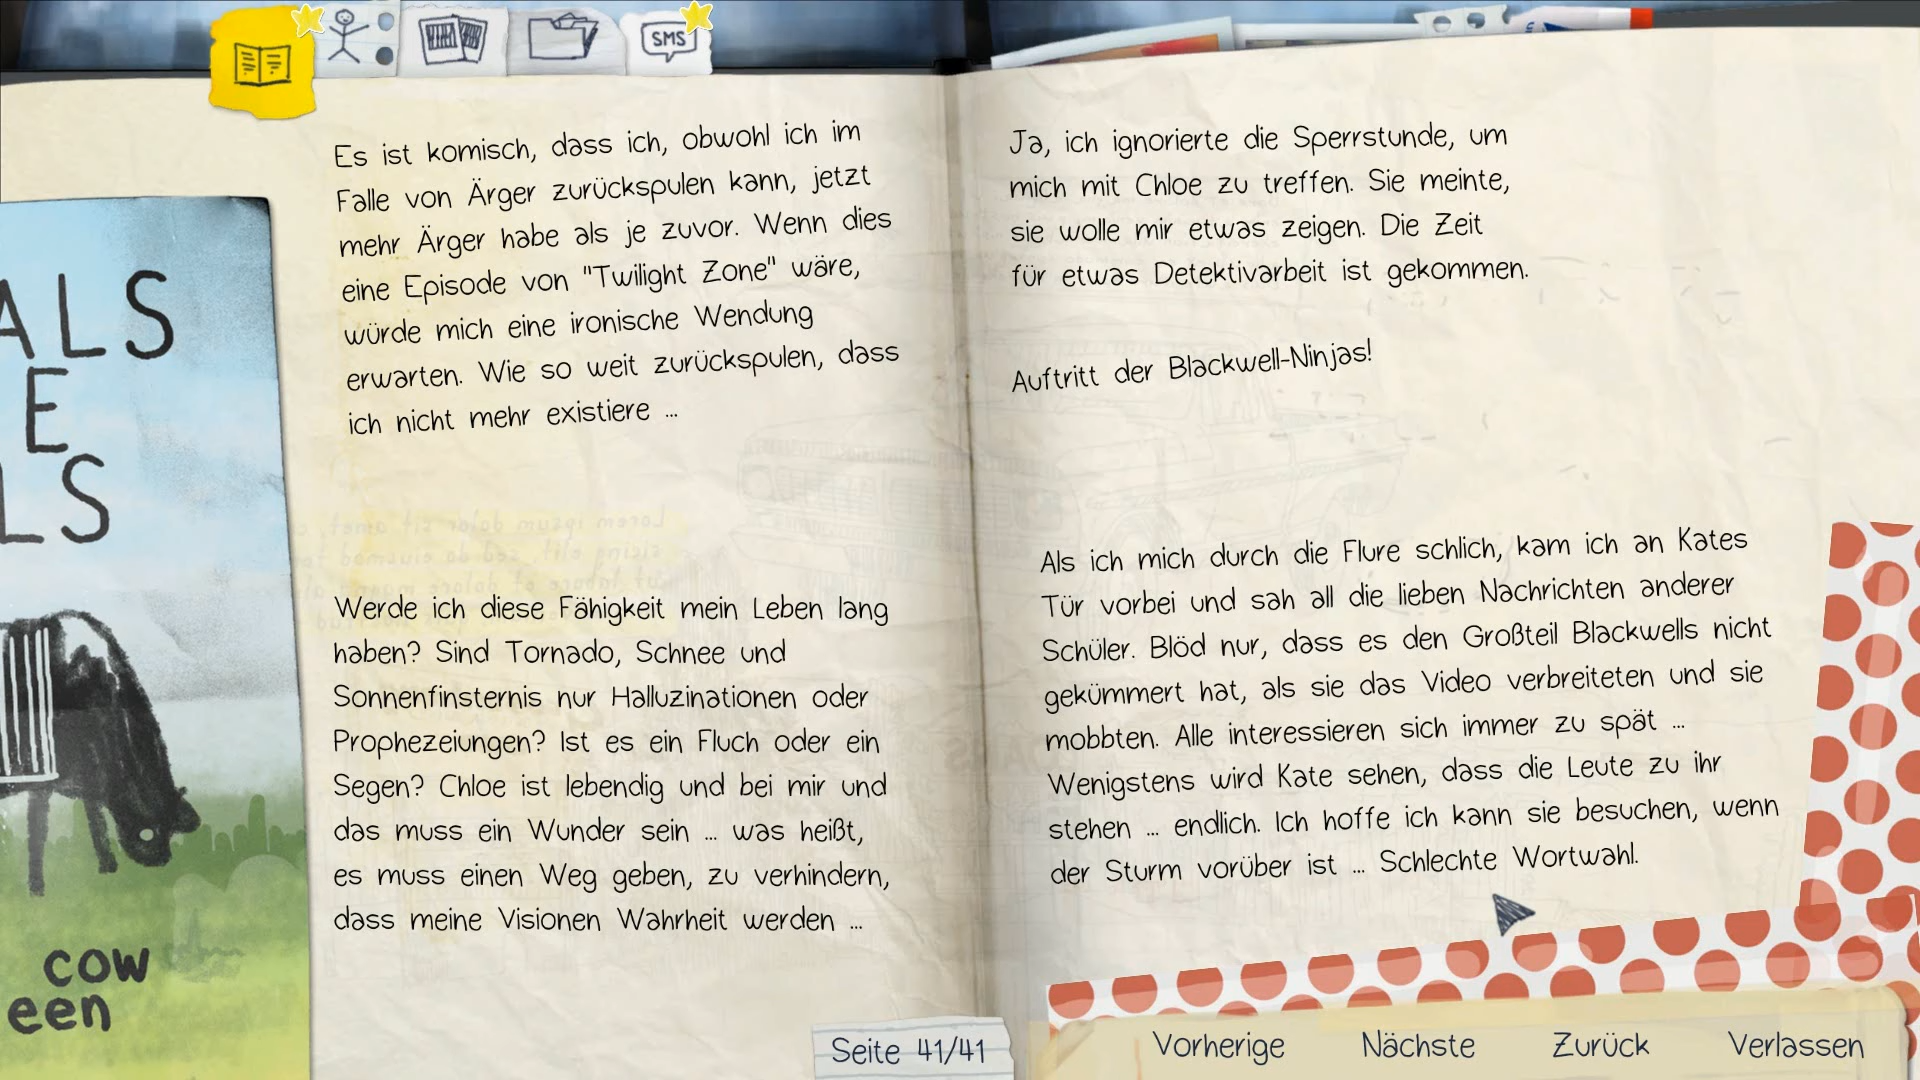 SMS
ALS
E
LS
cow
een
Es ist komisch, dass ich, obwohl ich im
Falle von Ärger zurückspulen kann, jetzt
mehr Ärger habe als je zuvor. Wenn dies
eine Episode von "Twilight Zone" wäre,
würde mich eine ironische Wendung
erwarten. Wie so weit zurückspulen, dass
ich nicht mehr existiere ...
Werde ich diese Fähigkeit mein Leben lang
haben? Sind Tornado, Schnee und
Sonnenfinsternis nur Halluzinationen oder
Prophezeiungen? Ist es ein Fluch oder ein
Segen? Chloe ist lebendig und bei mir und
das muss ein Wunder sein ... was heißt,
es muss einen Weg geben, zu verhindern,
dass meine Visionen Wahrheit werden ...
Ja, ich ignorierte die Sperrstunde, um
mich mit Chloe zu treffen. Sie meinte,
sie wolle mir etwas zeigen. Die Zeit
für etwas Detektivarbeit ist gekommen.
Auftritt der Blackwell-Ninjas!
Als ich mich durch die Flure schlich, kam ich an Kates
Tür vorbei und sah all die lieben Nachrichten anderer
Schüler. Blöd nur, dass es den Großteil Blackwells nicht
gekümmert hat, als sie das Video verbreiteten und sie
mobbten. Alle interessieren sich immer zu spät ...
Wenigstens wird Kate sehen, dass die Leute zu ihr
stehen ... endlich. Ich hoffe ich kann sie besuchen, wenn
der Sturm vorüber ist ... Schlechte Wortwahl.
Seite 41/41
Vorherige
Nächste
Zurück
Verlassen